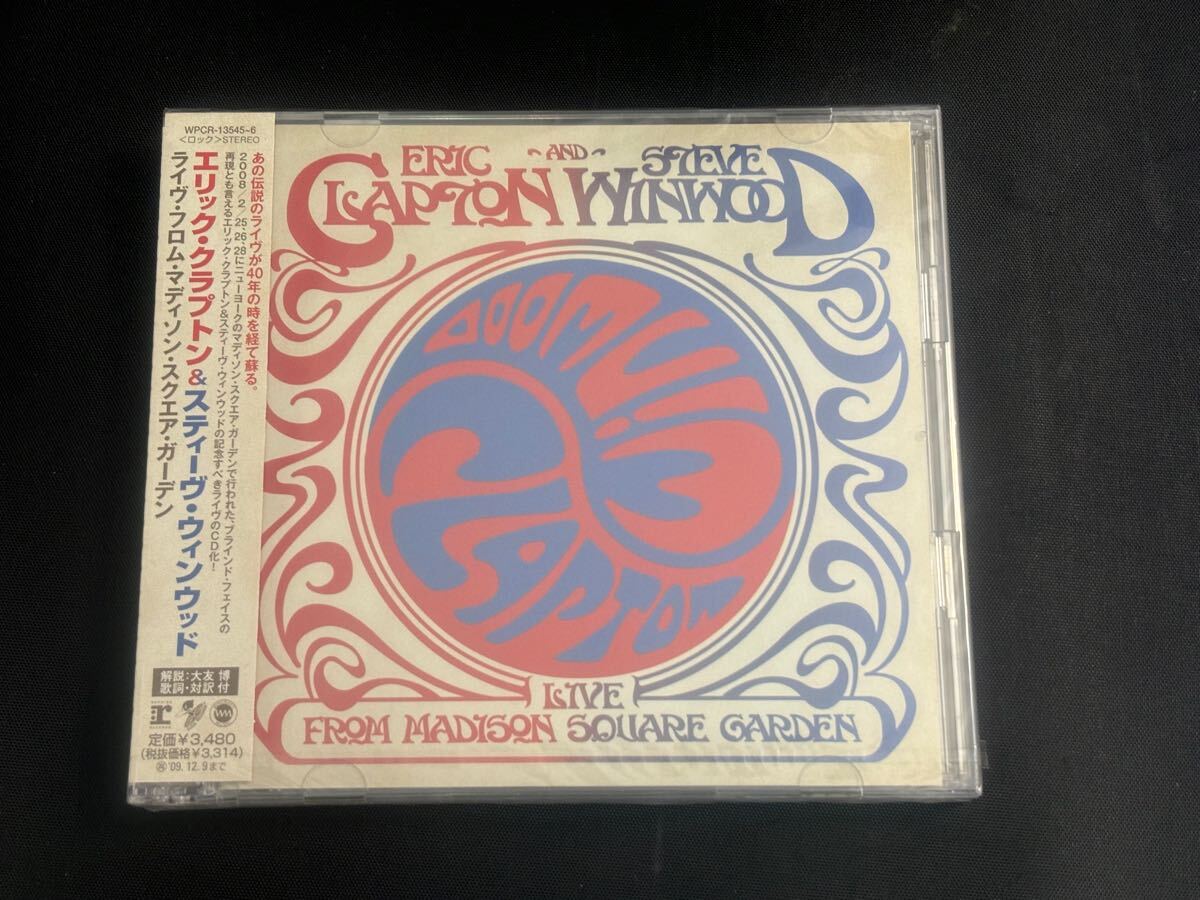 WPCR-13545~6
<ロック>STEREO
あの伝説のライヴが40年の時を経て蘇る。
2008/2/25、26、28にニューヨークのマディソン・スクエア・ガーデンで行われた、ブラインド・フェイスの
再現とも言えるエリック・クラプトン&スティーヴ・ウィンウッドの記念すべきライヴのCD化!
エリック・クラプトン&スティーヴ・ウィンウッド
ライヴ・フロム・マディソン・スクエア・ガーデン
解説:大友 博
歌詞・対訳 付
定価¥3,480
(税抜価格¥3,314)
'09.12.9まで
ERIC -AND- STEVE
CLAPTON WINWOOD
WINWOOD
CLAPTON
LIVE
FROM MADISON SQUARE GARDEN